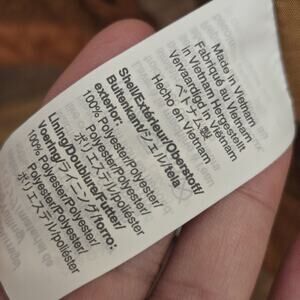 Made in Vietnam
Fabriqué au Vietnam
in Vietnam Hergestellt
Vervaardigd in Vietnam
ベトナム製
Hecho en Vietnam
Shell/Extérieur/Oberstoff/
Buitenkant/シェル/tela
exterior:
100% Polyester/Polyester/
Polyester/Polyester/
ポリエステル/poliéster
Lining/Doublure/Futter/
Voering/ライニング/forro:
100% Polyester/Polyester/
Polyester/Polyester/
ポリエステル/poliéster